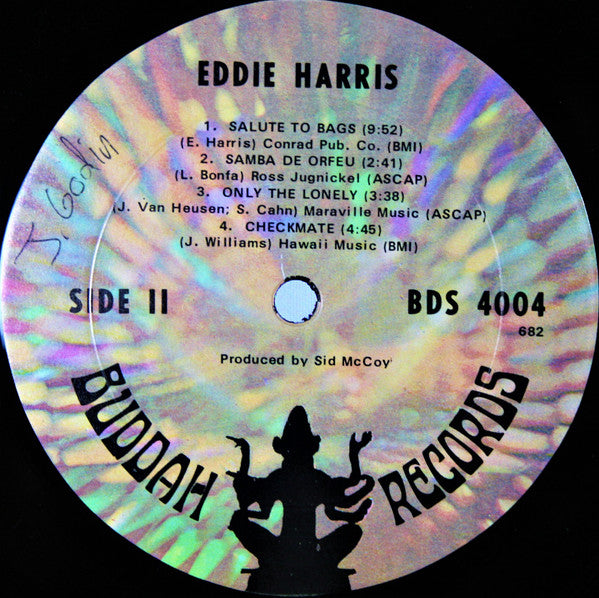 EDDIE HARRIS
1. SALUTE TO BAGS (9:52)
(E. Harris) Conrad Pub. Co. (BMI)
2. SAMBA DE ORFEU (2:41)
(L. Bonfa) Ross Jugnickel (ASCAP)
3. ONLY THE LONELY (3:38)
(J. Van Heusen; S. Cahn) Maraville Music (ASCAP)
4. CHECKMATE (4:45)
(J. Williams) Hawaii Music (BMI)
J. Godin
SIDE II
BDS 4004
682
Produced by Sid McCoy
BUDDAH RECORDS